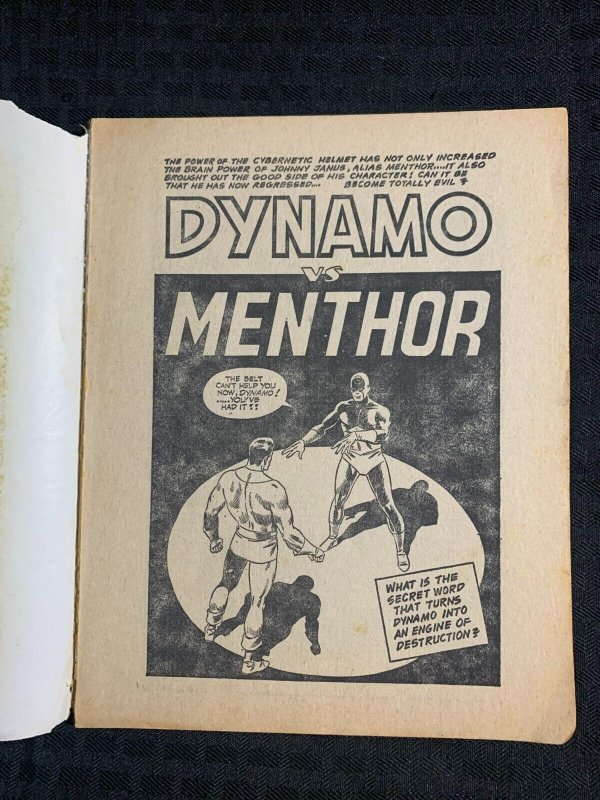 THE POWER OF THE CYBERNETIC HELMET HAS NOT ONLY INCREASED
THE BRAIN POWER OF JOHNNY JANUS, ALIAS MENTHOR....IT ALSO
BROUGHT OUT THE GOOD SIDE OF HIS CHARACTER! CAN IT BE
THAT HE HAS NOW REGRESSED... BECOME TOTALLY EVIL?
DYNAMO
VS
MENTHOR
THE BELT
CAN'T HELP YOU
NOW, DYNAMO!
.....YOU'VE
HAD IT!!
WHAT IS THE
SECRET WORD
THAT TURNS
DYNAMO INTO
AN ENGINE OF
DESTRUCTION?